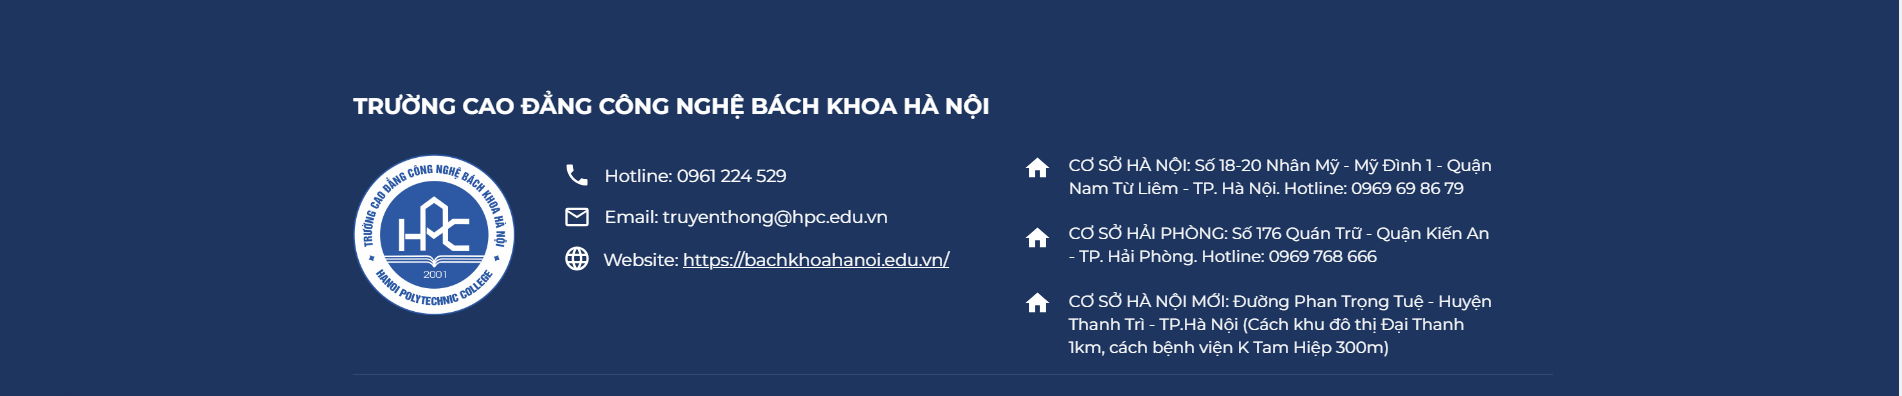 TRƯỜNG CAO ĐẲNG CÔNG NGHỆ BÁCH KHOA HÀ NỘI
TRƯỜNG CAO ĐẲNG CÔNG NGHỆ BÁCH KHOA HÀ NỘI
HPC
2001
HANOI POLYTECHNIC COLLEGE
Hotline: 0961 224 529
Email: truyenthong@hpc.edu.vn
Website: https://bachkhoahanoi.edu.vn/
CƠ SỞ HÀ NỘI: Số 18-20 Nhân Mỹ - Mỹ Đình 1 - Quận
Nam Từ Liêm - TP. Hà Nội. Hotline: 0969 69 86 79
CƠ SỞ HẢI PHÒNG: Số 176 Quán Trữ - Quận Kiến An
- TP. Hải Phòng. Hotline: 0969 768 666
CƠ SỞ HÀ NỘI MỚI: Đường Phan Trọng Tuệ - Huyện
Thanh Trì - TP.Hà Nội (Cách khu đô thị Đại Thanh
1km, cách bệnh viện K Tam Hiệp 300m)